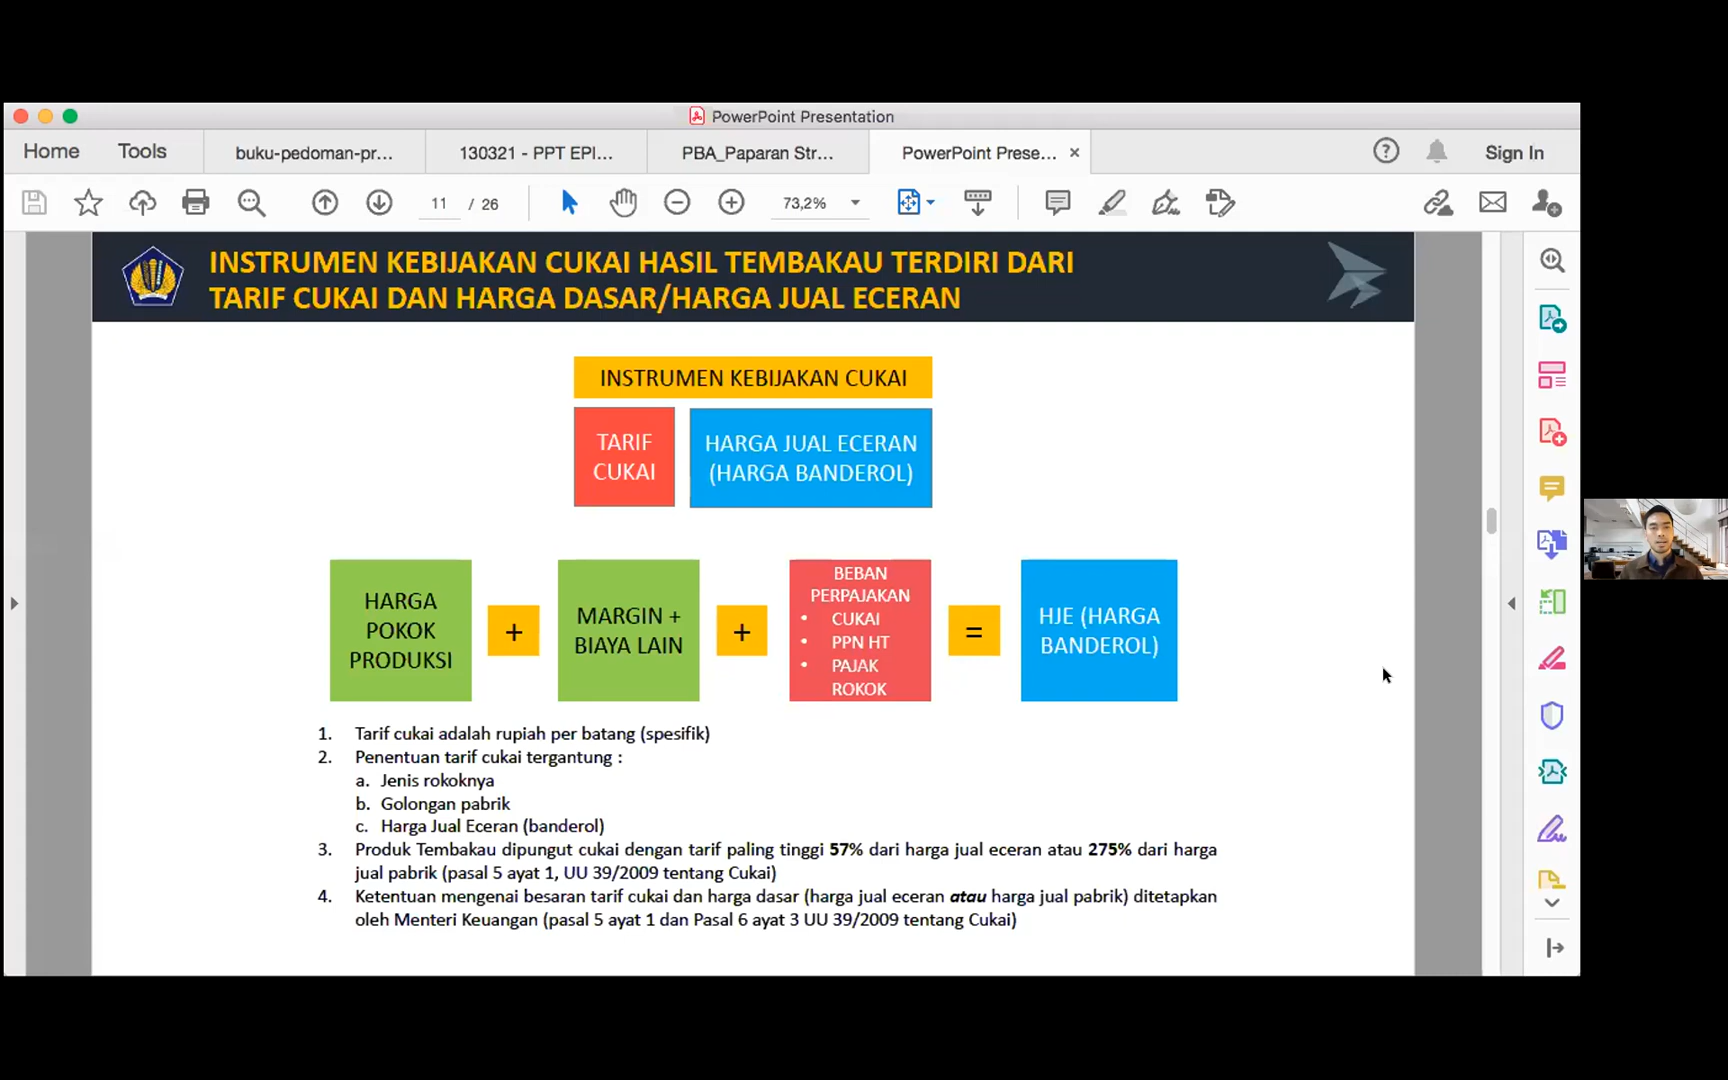 PowerPoint Presentation
Home
Tools
buku-pedoman-pr...
130321 - PPT EPI...
PBA_Paparan Str...
PowerPoint Prese...
Sign In
11 / 26
73,2%
INSTRUMEN KEBIJAKAN CUKAI HASIL TEMBAKAU TERDIRI DARI
TARIF CUKAI DAN HARGA DASAR/HARGA JUAL ECERAN
INSTRUMEN KEBIJAKAN CUKAI
TARIF
CUKAI
HARGA JUAL ECERAN
(HARGA BANDEROL)
HARGA
POKOK
PRODUKSI
+
MARGIN +
BIAYA LAIN
+
BEBAN
PERPAJAKAN
• CUKAI
• PPN HT
• PAJAK
ROKOK
=
HJE (HARGA
BANDEROL)
1. Tarif cukai adalah rupiah per batang (spesifik)
2. Penentuan tarif cukai tergantung :
a. Jenis rokoknya
b. Golongan pabrik
c. Harga Jual Eceran (banderol)
3. Produk Tembakau dipungut cukai dengan tarif paling tinggi 57% dari harga jual eceran atau 275% dari harga
jual pabrik (pasal 5 ayat 1, UU 39/2009 tentang Cukai)
4. Ketentuan mengenai besaran tarif cukai dan harga dasar (harga jual eceran atau harga jual pabrik) ditetapkan
oleh Menteri Keuangan (pasal 5 ayat 1 dan Pasal 6 ayat 3 UU 39/2009 tentang Cukai)